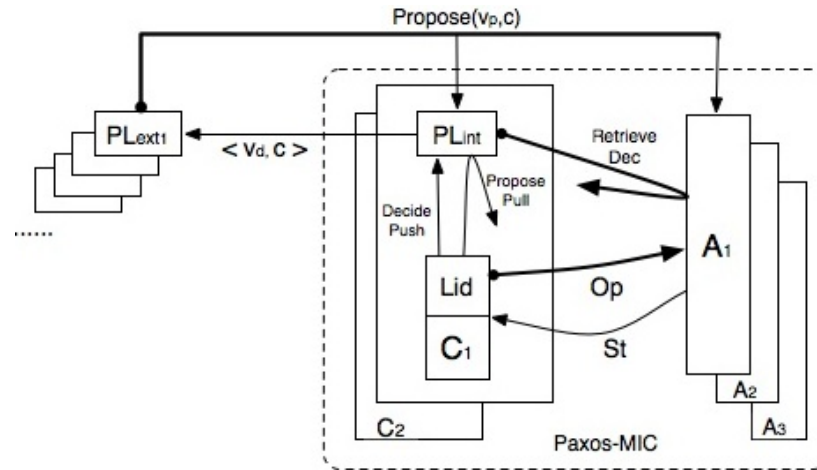 Propose(vp,c)
PLext1
PLint
< vd, c >
Retrieve
Dec
Propose
Pull
Decide
Push
......
Lid
Op
A1
C1
St
A2
C2
A3
Paxos-MIC